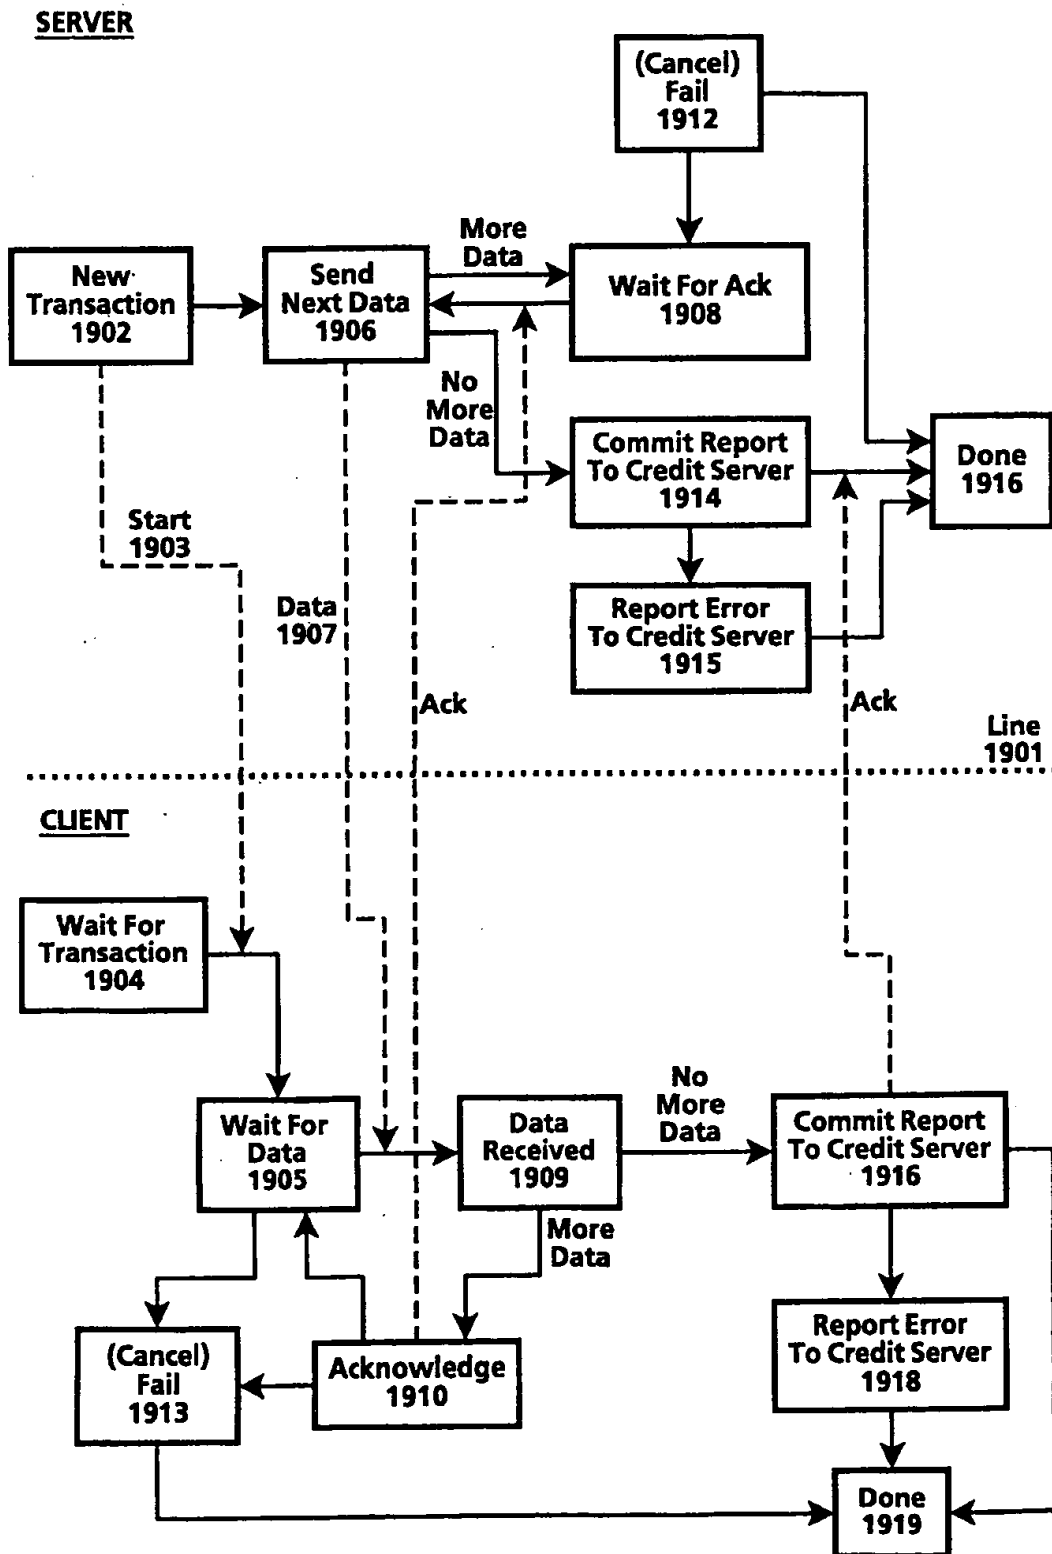 SERVER
(Cancel)
Fail
1912
More
Data
New
Transaction
1902
Send
Next Data
1906
Wait For Ack
1908
No
More
Data
Commit Report
To Credit Server
1914
Done
1916
Start
1903
Data
1907
Report Error
To Credit Server
1915
Ack
Ack
Line
1901
CLIENT
Wait For
Transaction
1904
Wait For
Data
1905
Data
Received
1909
No
More
Data
Commit Report
To Credit Server
1916
More
Data
(Cancel)
Fail
1913
Acknowledge
1910
Report Error
To Credit Server
1918
Done
1919